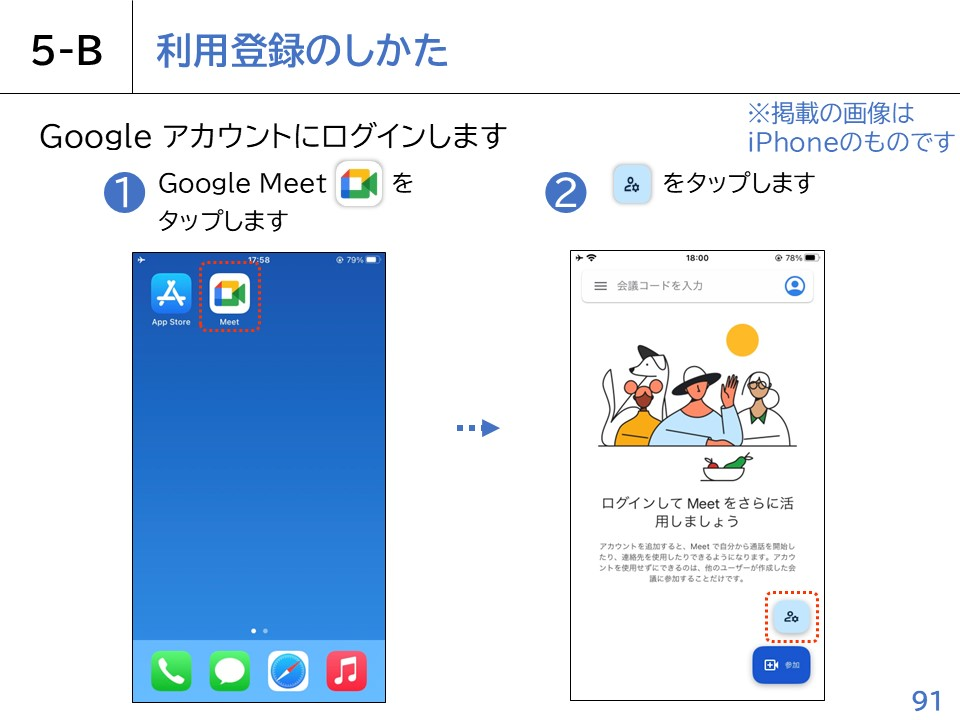 5-B
利用登録のしかた
※掲載の画像は
iPhoneのものです
Google アカウントにログインします
1 Google Meet を
タップします
2 をタップします
17:58
79%
App Store
Meet
18:00
78%
会議コードを入力
ログインして Meet をさらに活
用しましょう
アカウントを追加すると、Meet で自分から通話を開始し
たり、連絡先を使用したりできるようになります。アカウ
ントを使用せずにできるのは、他のユーザーが作成した会
議に参加することだけです。
参加
91